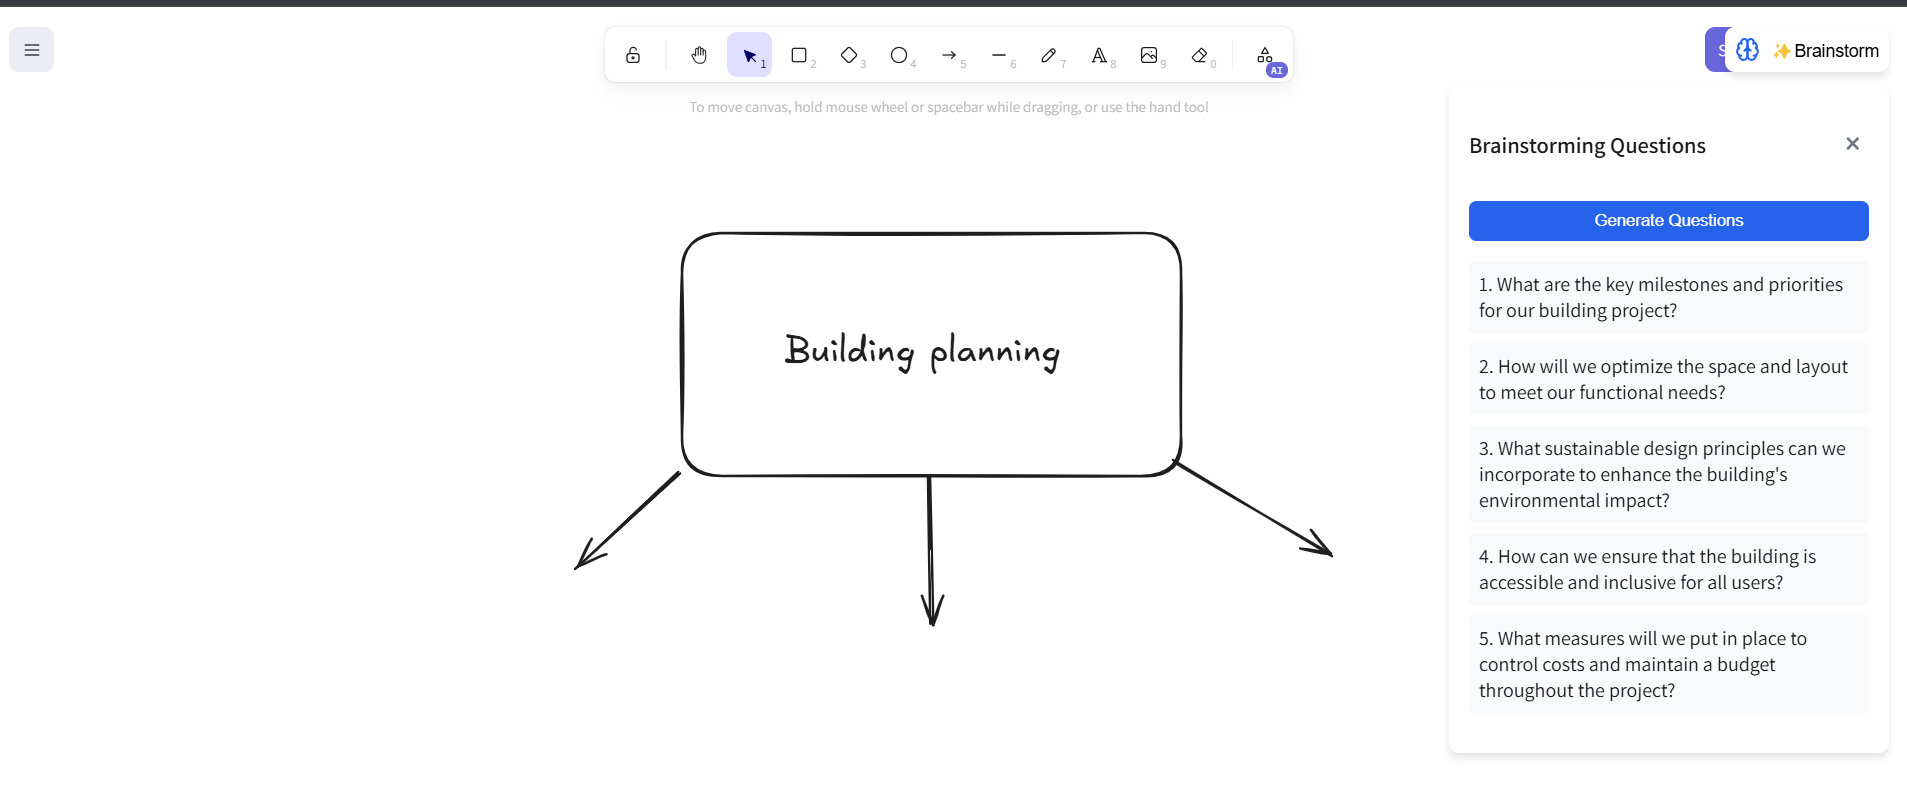 1
2
3
4
5
6
7
8
9
0
AI
S
✨ Brainstorm
To move canvas, hold mouse wheel or spacebar while dragging, or use the hand tool
Brainstorming Questions
Generate Questions
1. What are the key milestones and priorities
for our building project?
2. How will we optimize the space and layout
to meet our functional needs?
3. What sustainable design principles can we
incorporate to enhance the building's
environmental impact?
4. How can we ensure that the building is
accessible and inclusive for all users?
5. What measures will we put in place to
control costs and maintain a budget
throughout the project?
Building planning